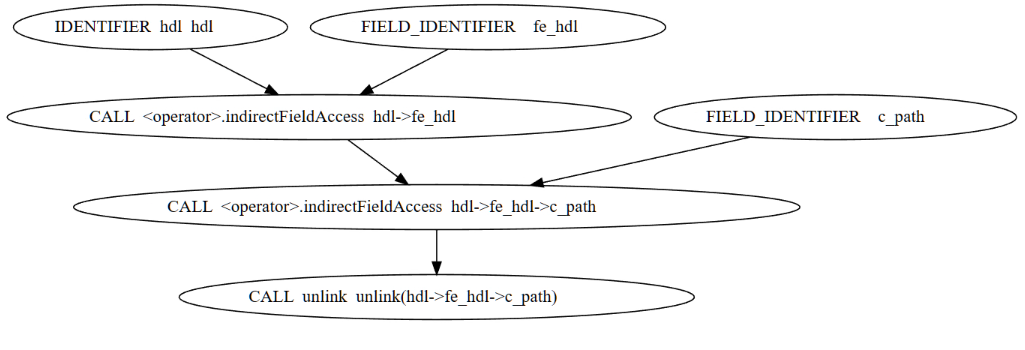 IDENTIFIER hdl hdl
FIELD_IDENTIFIER fe_hdl
CALL <operator>.indirectFieldAccess hdl->fe_hdl
FIELD_IDENTIFIER c_path
CALL <operator>.indirectFieldAccess hdl->fe_hdl->c_path
CALL unlink unlink(hdl->fe_hdl->c_path)